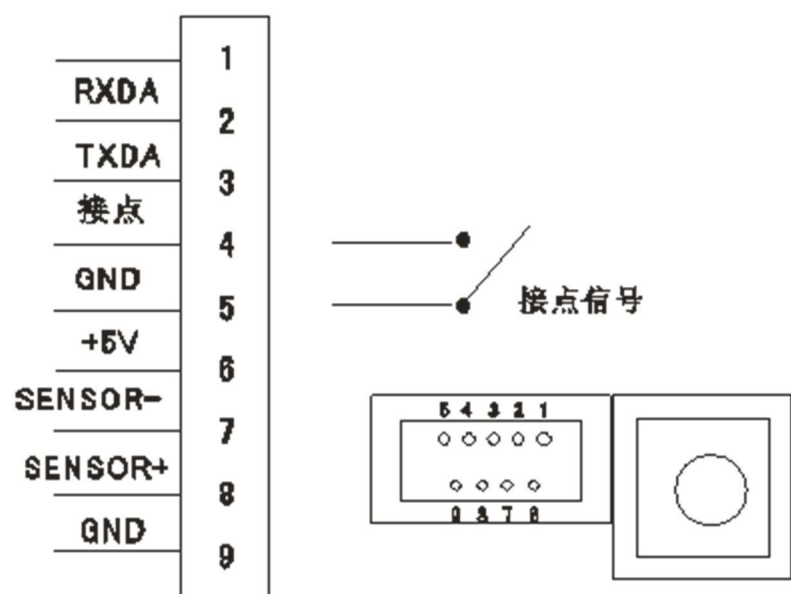 1
RXDA
2
TXDA
3
接点
4
GND
5
接点信号
+5V
6
SENSOR-
5 4 3 2 1
7
SENSOR+
8
9 8 7 6
GND
9